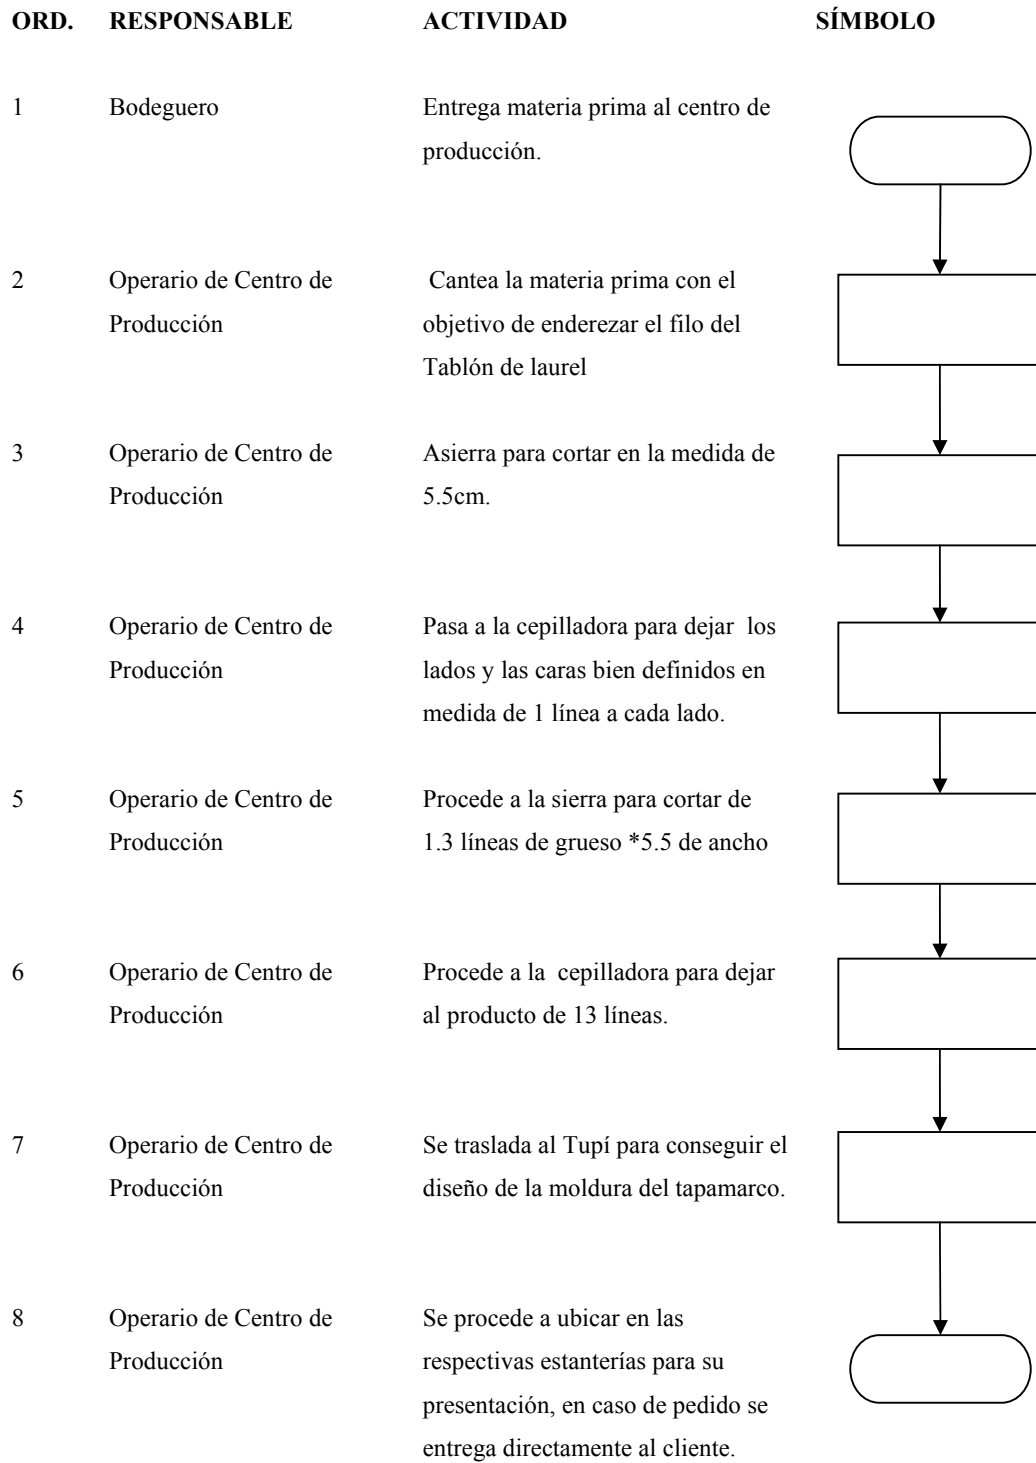 ORD. RESPONSABLE ACTIVIDAD SÍMBOLO
1 Bodeguero Entrega materia prima al centro de
producción.
2 Operario de Centro de Cantea la materia prima con el
Producción objetivo de enderezar el filo del
Tablón de laurel
3 Operario de Centro de Asierra para cortar en la medida de
Producción 5.5cm.
4 Operario de Centro de Pasa a la cepilladora para dejar los
Producción lados y las caras bien definidos en
medida de 1 línea a cada lado.
5 Operario de Centro de Procede a la sierra para cortar de
Producción 1.3 líneas de grueso *5.5 de ancho
6 Operario de Centro de Procede a la cepilladora para dejar
Producción al producto de 13 líneas.
7 Operario de Centro de Se traslada al Tupí para conseguir el
Producción diseño de la moldura del tapamarco.
8 Operario de Centro de Se procede a ubicar en las
Producción respectivas estanterías para su
presentación, en caso de pedido se
entrega directamente al cliente.